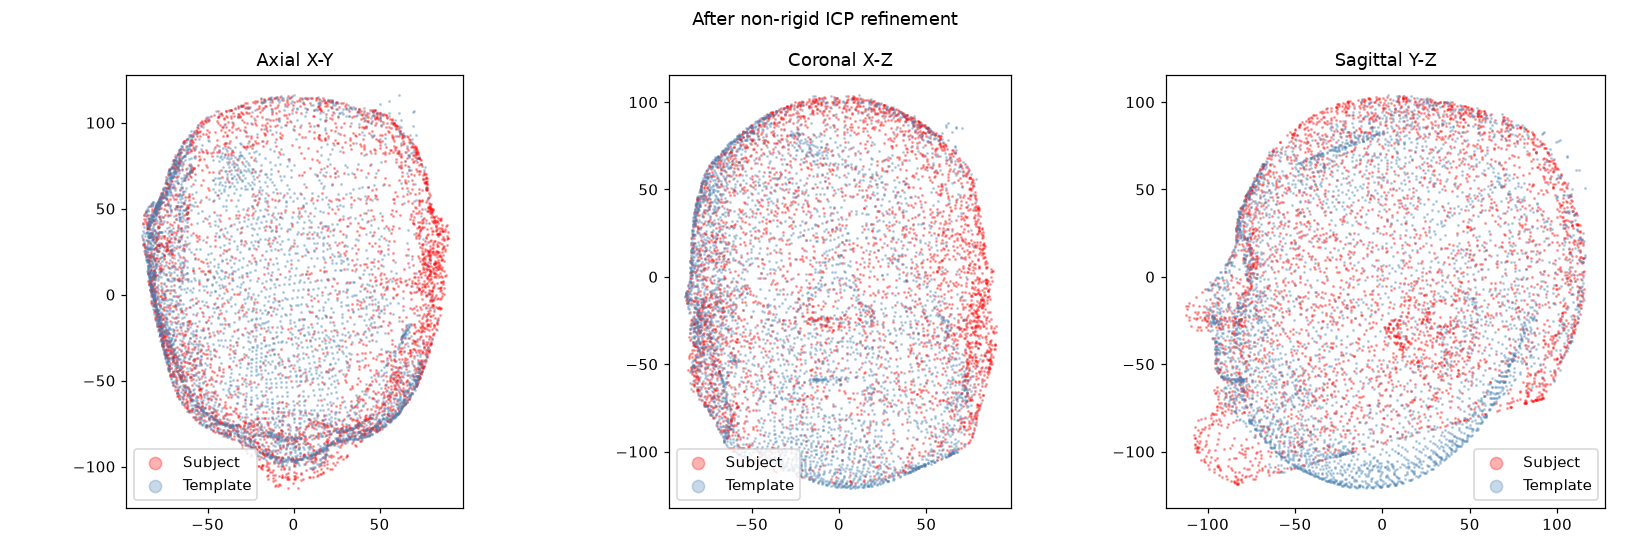 After non-rigid ICP refinement
Axial X-Y
100
50
0
−50
−100
−50
0
50
Subject
Template
Coronal X-Z
100
50
0
−50
−100
−50
0
50
Subject
Template
Sagittal Y-Z
100
50
0
−50
−100
−100
−50
0
50
100
Subject
Template